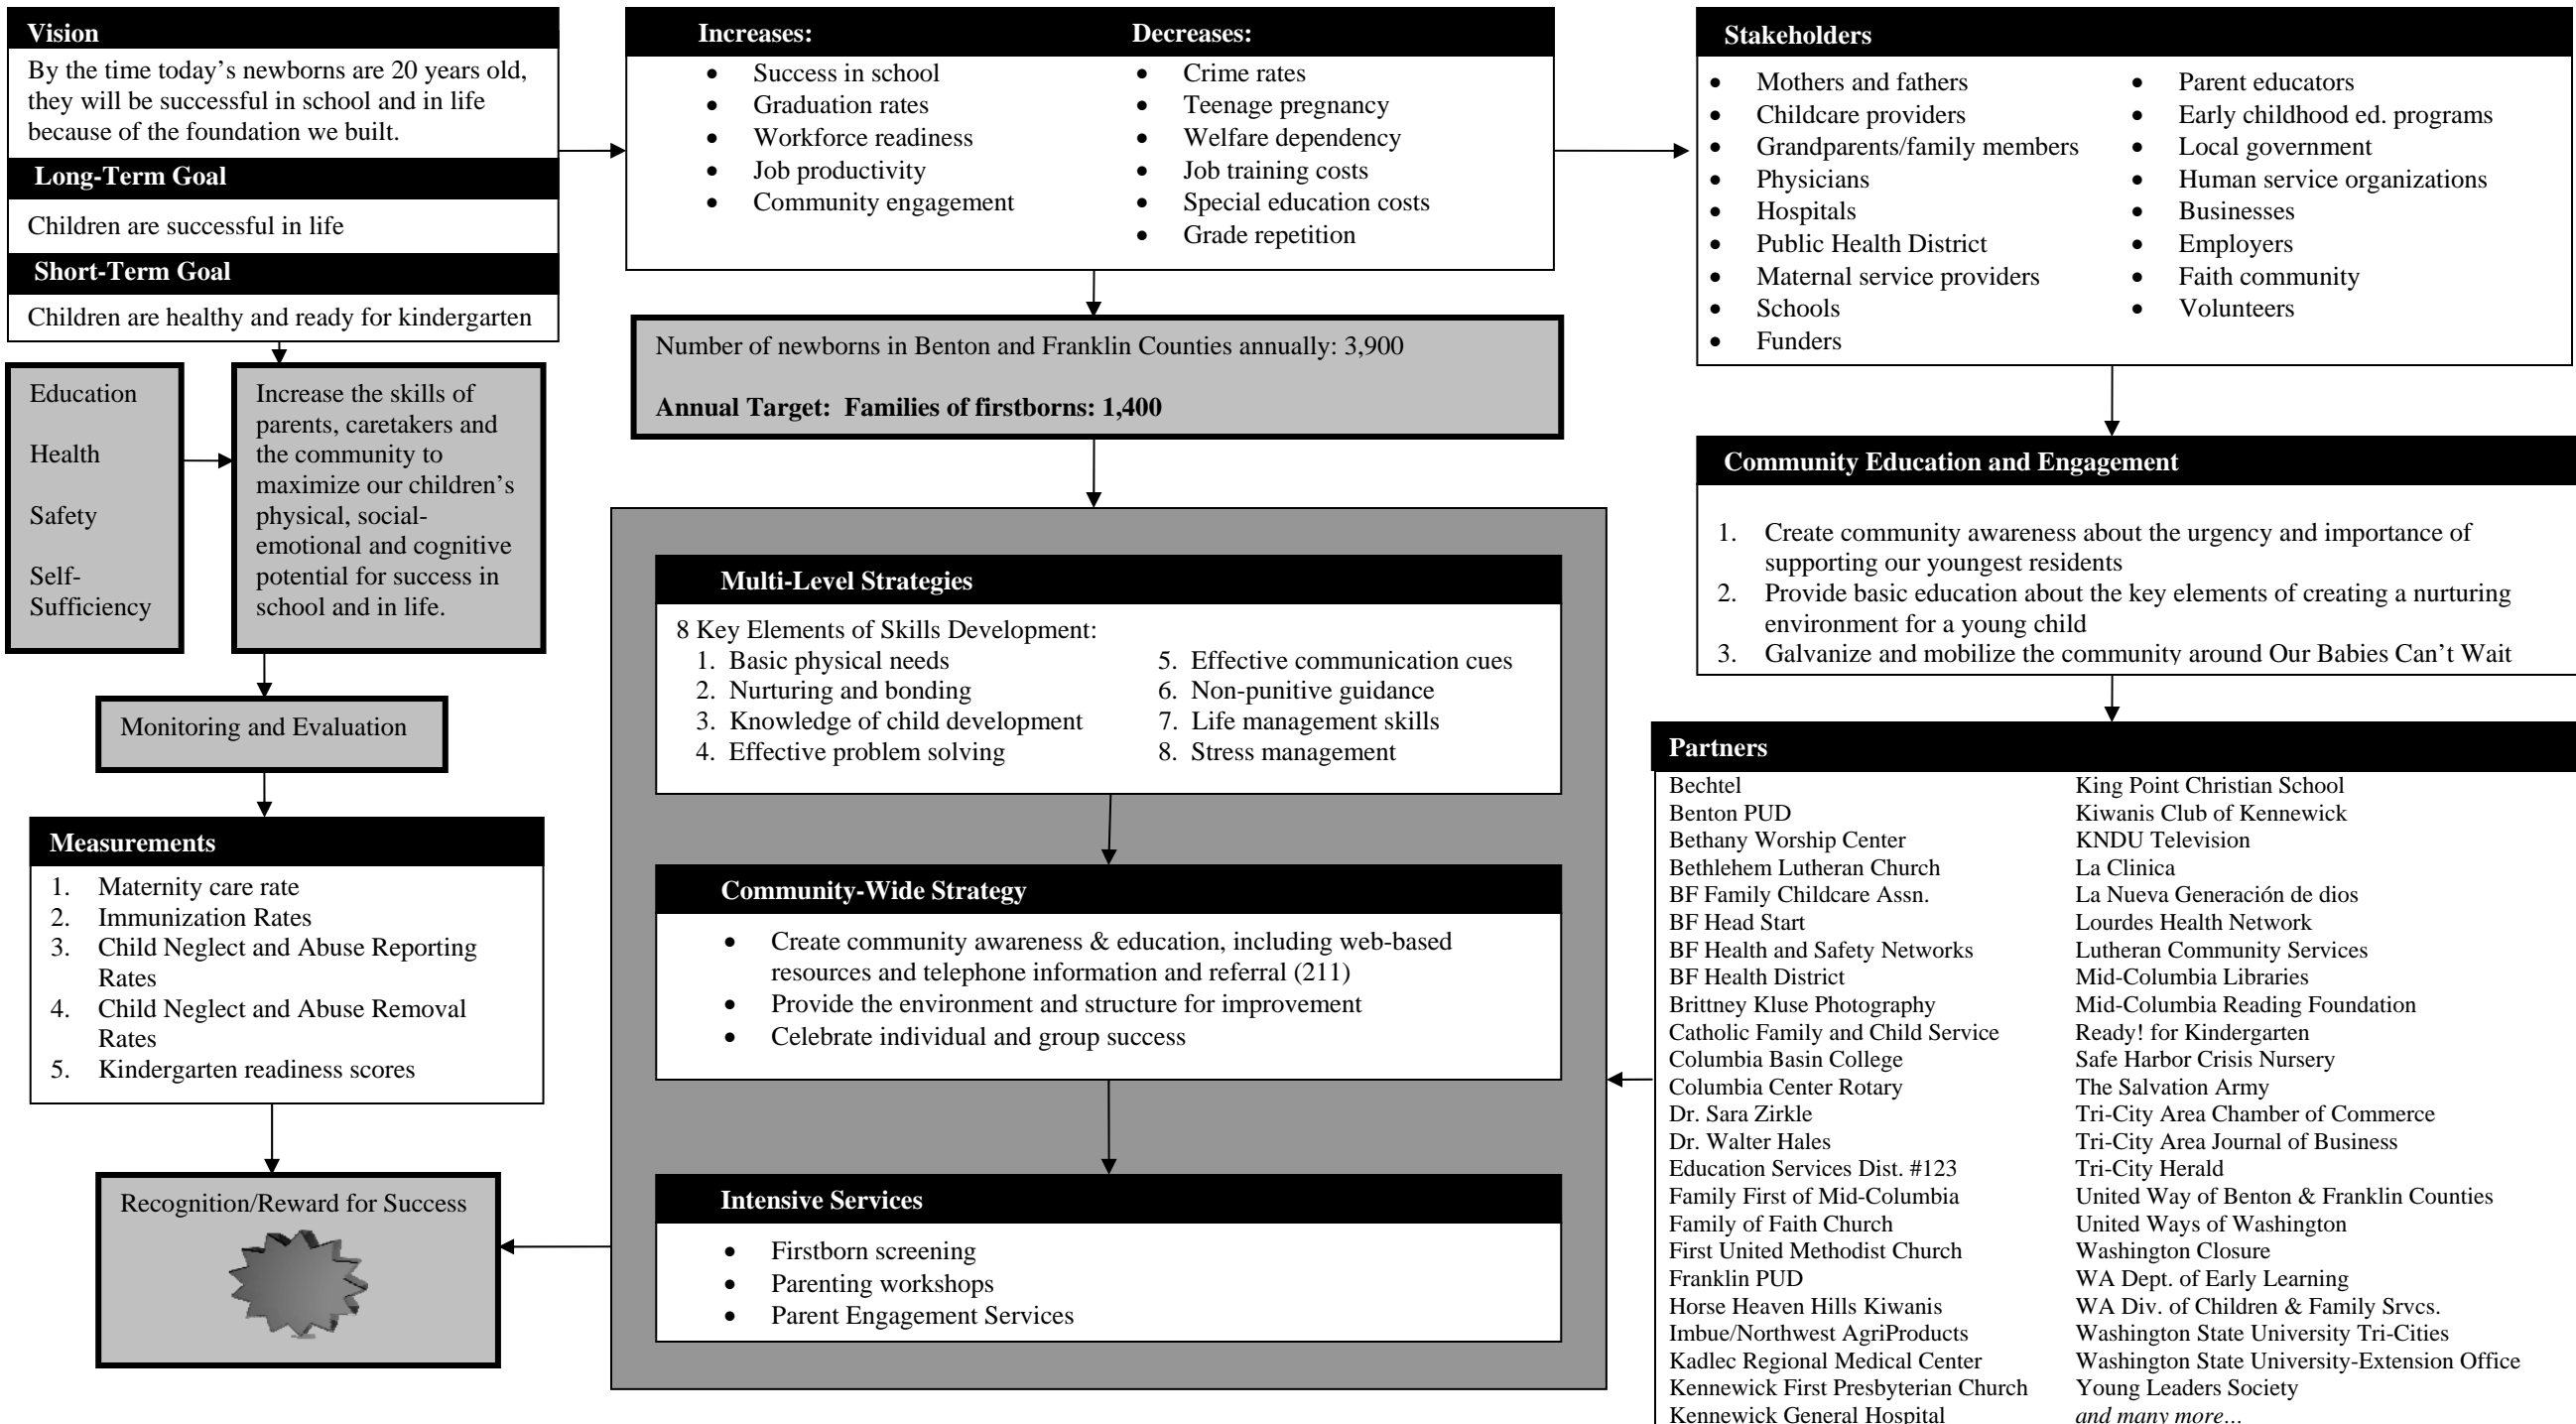 Vision
By the time today’s newborns are 20 years old,
they will be successful in school and in life
because of the foundation we built.
Long-Term Goal
Children are successful in life
Short-Term Goal
Children are healthy and ready for kindergarten
Education
Health
Safety
Self-
Sufficiency
Increase the skills of
parents, caretakers and
the community to
maximize our children’s
physical, social-
emotional and cognitive
potential for success in
school and in life.
Monitoring and Evaluation
Measurements
1. Maternity care rate
2. Immunization Rates
3. Child Neglect and Abuse Reporting
Rates
4. Child Neglect and Abuse Removal
Rates
5. Kindergarten readiness scores
Recognition/Reward for Success
Increases:
• Success in school
• Graduation rates
• Workforce readiness
• Job productivity
• Community engagement
Decreases:
• Crime rates
• Teenage pregnancy
• Welfare dependency
• Job training costs
• Special education costs
• Grade repetition
Number of newborns in Benton and Franklin Counties annually: 3,900
Annual Target: Families of firstborns: 1,400
Multi-Level Strategies
8 Key Elements of Skills Development:
1. Basic physical needs
2. Nurturing and bonding
3. Knowledge of child development
4. Effective problem solving
5. Effective communication cues
6. Non-punitive guidance
7. Life management skills
8. Stress management
Community-Wide Strategy
• Create community awareness & education, including web-based
resources and telephone information and referral (211)
• Provide the environment and structure for improvement
• Celebrate individual and group success
Intensive Services
• Firstborn screening
• Parenting workshops
• Parent Engagement Services
Stakeholders
• Mothers and fathers
• Childcare providers
• Grandparents/family members
• Physicians
• Hospitals
• Public Health District
• Maternal service providers
• Schools
• Funders
• Parent educators
• Early childhood ed. programs
• Local government
• Human service organizations
• Businesses
• Employers
• Faith community
• Volunteers
Community Education and Engagement
1. Create community awareness about the urgency and importance of
supporting our youngest residents
2. Provide basic education about the key elements of creating a nurturing
environment for a young child
3. Galvanize and mobilize the community around Our Babies Can’t Wait
Partners
Bechtel
Benton PUD
Bethany Worship Center
Bethlehem Lutheran Church
BF Family Childcare Assn.
BF Head Start
BF Health and Safety Networks
BF Health District
Brittney Kluse Photography
Catholic Family and Child Service
Columbia Basin College
Columbia Center Rotary
Dr. Sara Zirkle
Dr. Walter Hales
Education Services Dist. #123
Family First of Mid-Columbia
Family of Faith Church
First United Methodist Church
Franklin PUD
Horse Heaven Hills Kiwanis
Imbue/Northwest AgriProducts
Kadlec Regional Medical Center
Kennewick First Presbyterian Church
Kennewick General Hospital
King Point Christian School
Kiwanis Club of Kennewick
KNDU Television
La Clinica
La Nueva Generación de dios
Lourdes Health Network
Lutheran Community Services
Mid-Columbia Libraries
Mid-Columbia Reading Foundation
Ready! for Kindergarten
Safe Harbor Crisis Nursery
The Salvation Army
Tri-City Area Chamber of Commerce
Tri-City Area Journal of Business
Tri-City Herald
United Way of Benton & Franklin Counties
United Ways of Washington
Washington Closure
WA Dept. of Early Learning
WA Div. of Children & Family Srvcs.
Washington State University Tri-Cities
Washington State University-Extension Office
Young Leaders Society
and many more…